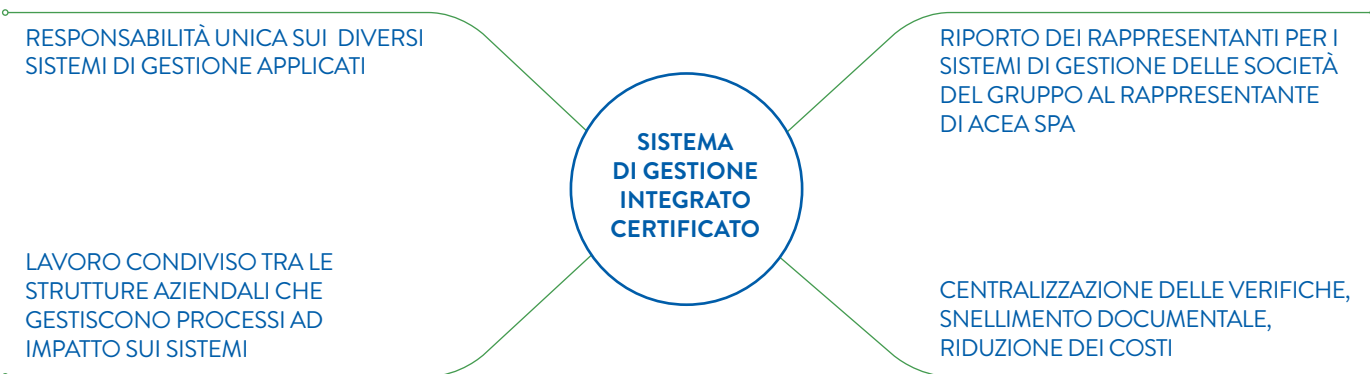 RESPONSABILITÀ UNICA SUI DIVERSI
SISTEMI DI GESTIONE APPLICATI
RIPORTO DEI RAPPRESENTANTI PER I
SISTEMI DI GESTIONE DELLE SOCIETÀ
DEL GRUPPO AL RAPPRESENTANTE
DI ACEA SPA
SISTEMA
DI GESTIONE
INTEGRATO
CERTIFICATO
LAVORO CONDIVISO TRA LE
STRUTTURE AZIENDALI CHE
GESTISCONO PROCESSI AD
IMPATTO SUI SISTEMI
CENTRALIZZAZIONE DELLE VERIFICHE,
SNELLIMENTO DOCUMENTALE,
RIDUZIONE DEI COSTI